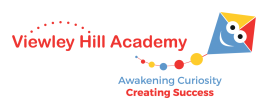 Viewley Hill Academy
Awakening Curiosity
Creating Success